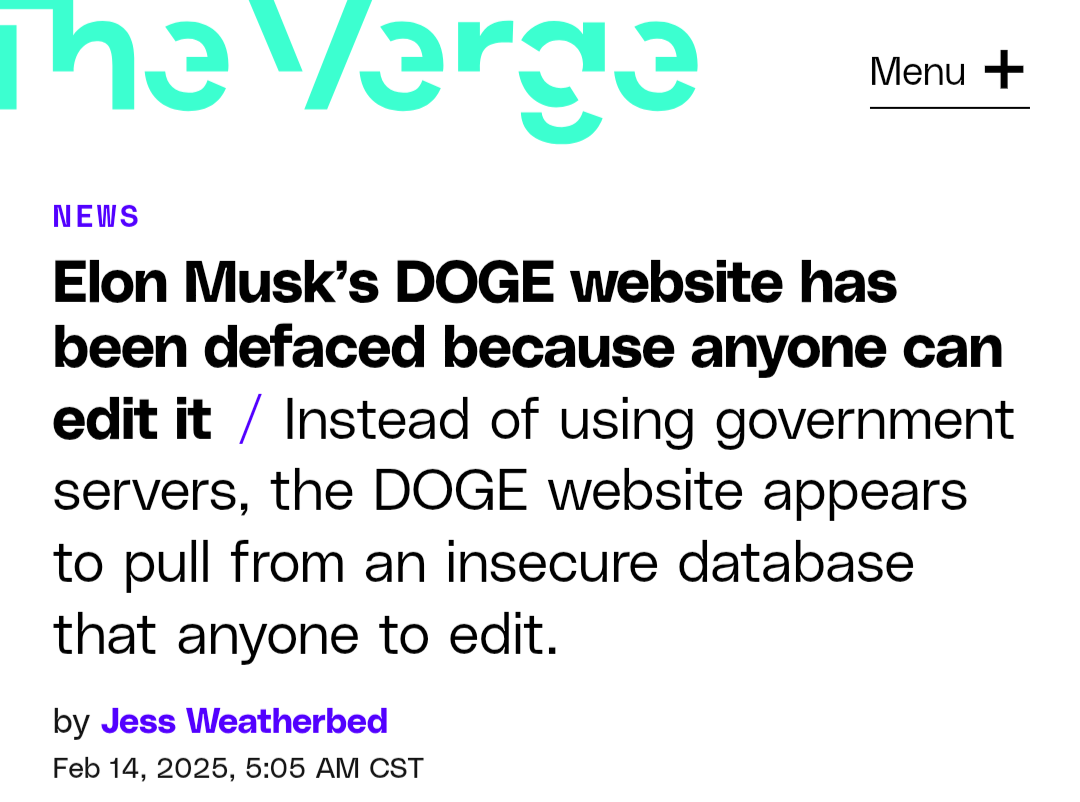 The Verge
Menu +
NEWS
Elon Musk’s DOGE website has
been defaced because anyone can
edit it / Instead of using government
servers, the DOGE website appears
to pull from an insecure database
that anyone to edit.
by Jess Weatherbed
Feb 14, 2025, 5:05 AM CST